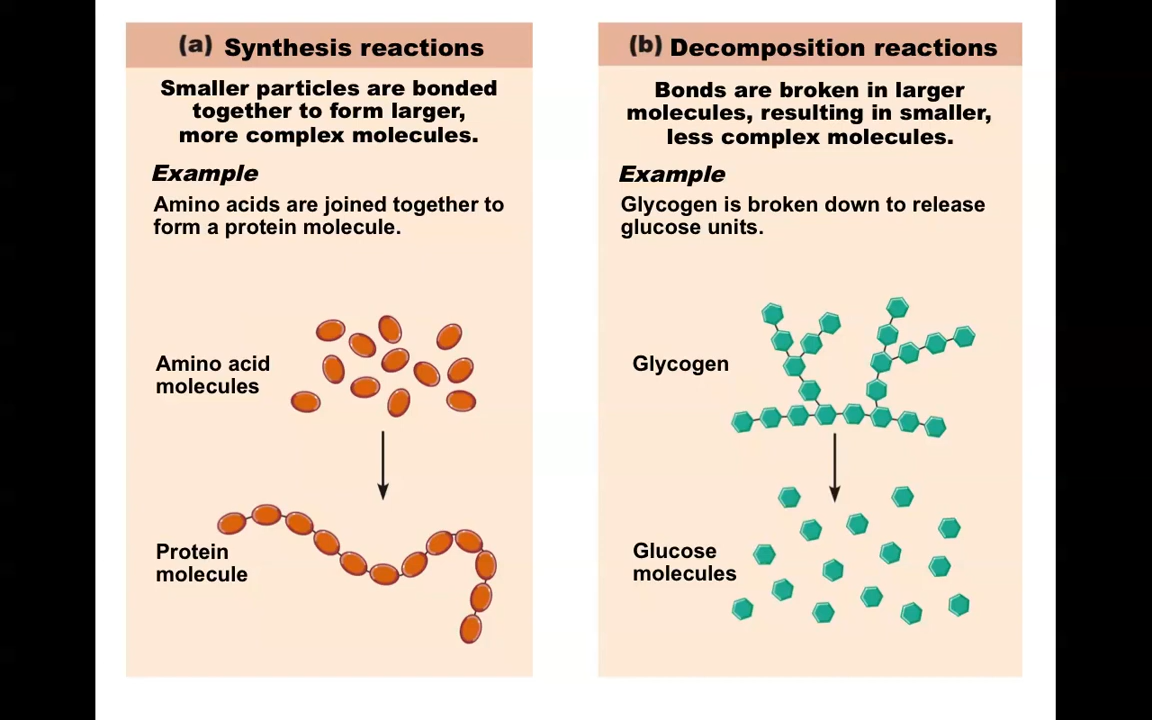 (a) Synthesis reactions
Smaller particles are bonded
together to form larger,
more complex molecules.
Example
Amino acids are joined together to
form a protein molecule.
Amino acid
molecules
Protein
molecule
(b) Decomposition reactions
Bonds are broken in larger
molecules, resulting in smaller,
less complex molecules.
Example
Glycogen is broken down to release
glucose units.
Glycogen
Glucose
molecules